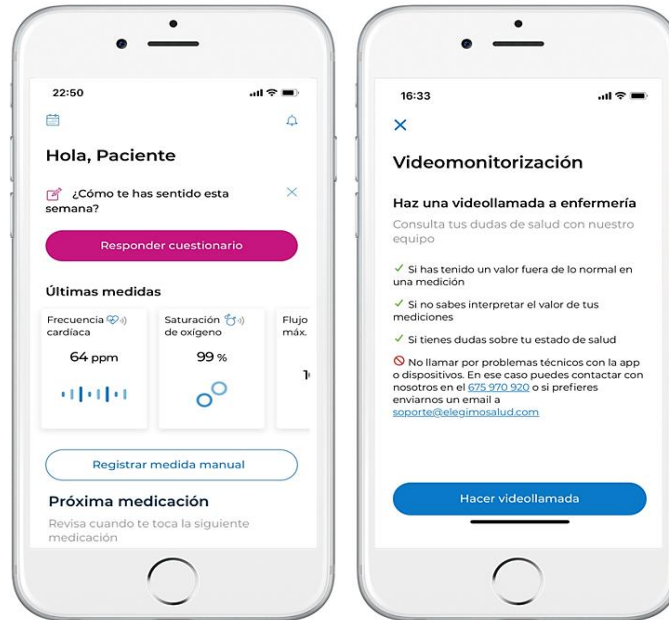 22:50
Hola, Paciente
¿Cómo te has sentido esta
semana?
Responder cuestionario
Últimas medidas
Frecuencia
cardíaca
64 ppm
Saturación
de oxígeno
99 %
Flujo
máx.
Registrar medida manual
Próxima medicación
Revisa cuando te toca la siguiente
medicación
16:33
Videomonitorización
Haz una videollamada a enfermería
Consulta tus dudas de salud con nuestro
equipo
Si has tenido un valor fuera de lo normal en
una medición
Si no sabes interpretar el valor de tus
mediciones
Si tienes dudas sobre tu estado de salud
No llamar por problemas técnicos con la app
o dispositivos. En ese caso puedes contactar con
nosotros en el 675 970 920 o si prefieres
enviarnos un email a
soporte@elegimosalud.com
Hacer videollamada